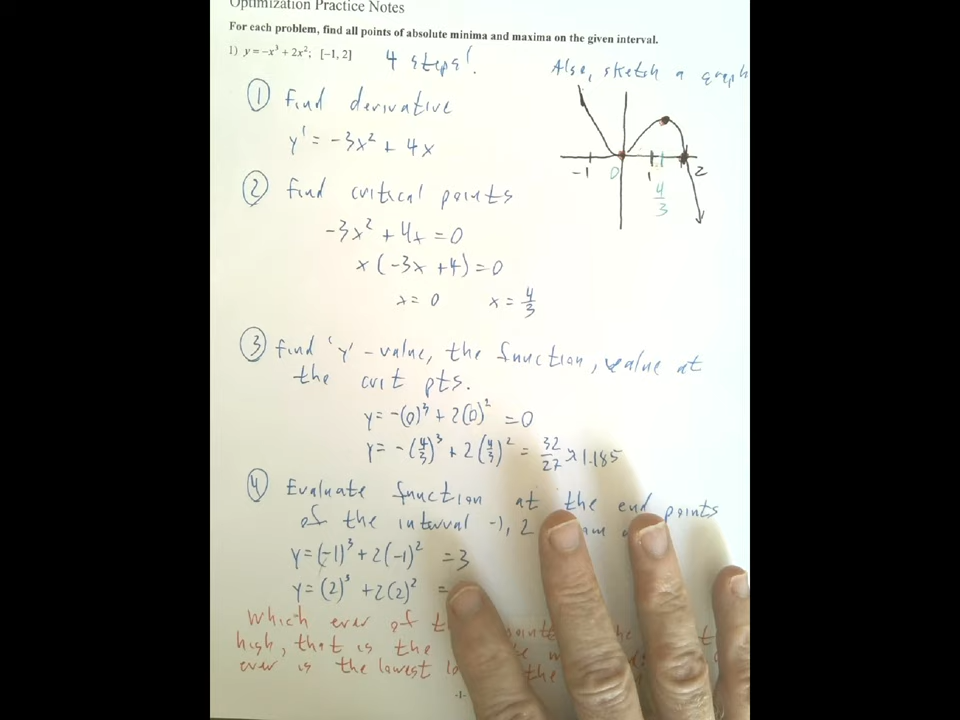 Optimization Practice Notes
For each problem, find all points of absolute minima and maxima on the given interval.
1) y = −x³ + 2x²; [−1, 2]
4 steps!
Also, sketch a graph
① Find derivative
y' = -3x² + 4x
-1 0 1 2
4/3
② Find critical points
-3x² + 4x = 0
x(-3x + 4) = 0
x = 0 x = 4/3
③ Find 'y' - value, the function, value at
the crit pts.
y = -(0)³ + 2(0)² = 0
y = -(4/3)³ + 2(4/3)² = 32/27 ≈ 1.185
④ Evaluate function at the end points
of the interval -1, 2
y = (-1)³ + 2(-1)² = 3
y = (2)³ + 2(2)² =
Which ever of
high, that is the
ever is the lowest the
-1-